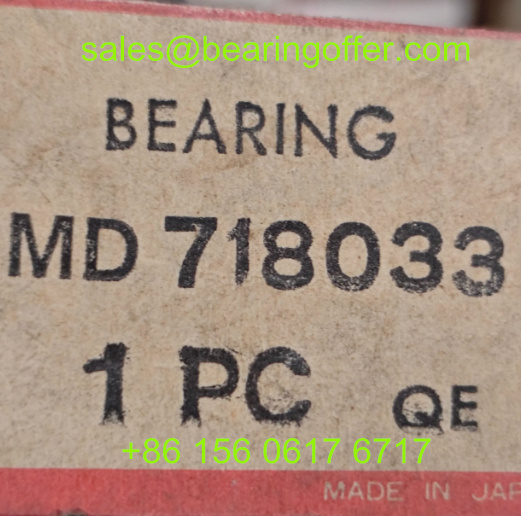 sales@bearingoffer.com
BEARING
MD 718033
1 PC QE
+86 156 0617 6717
MADE IN JAP